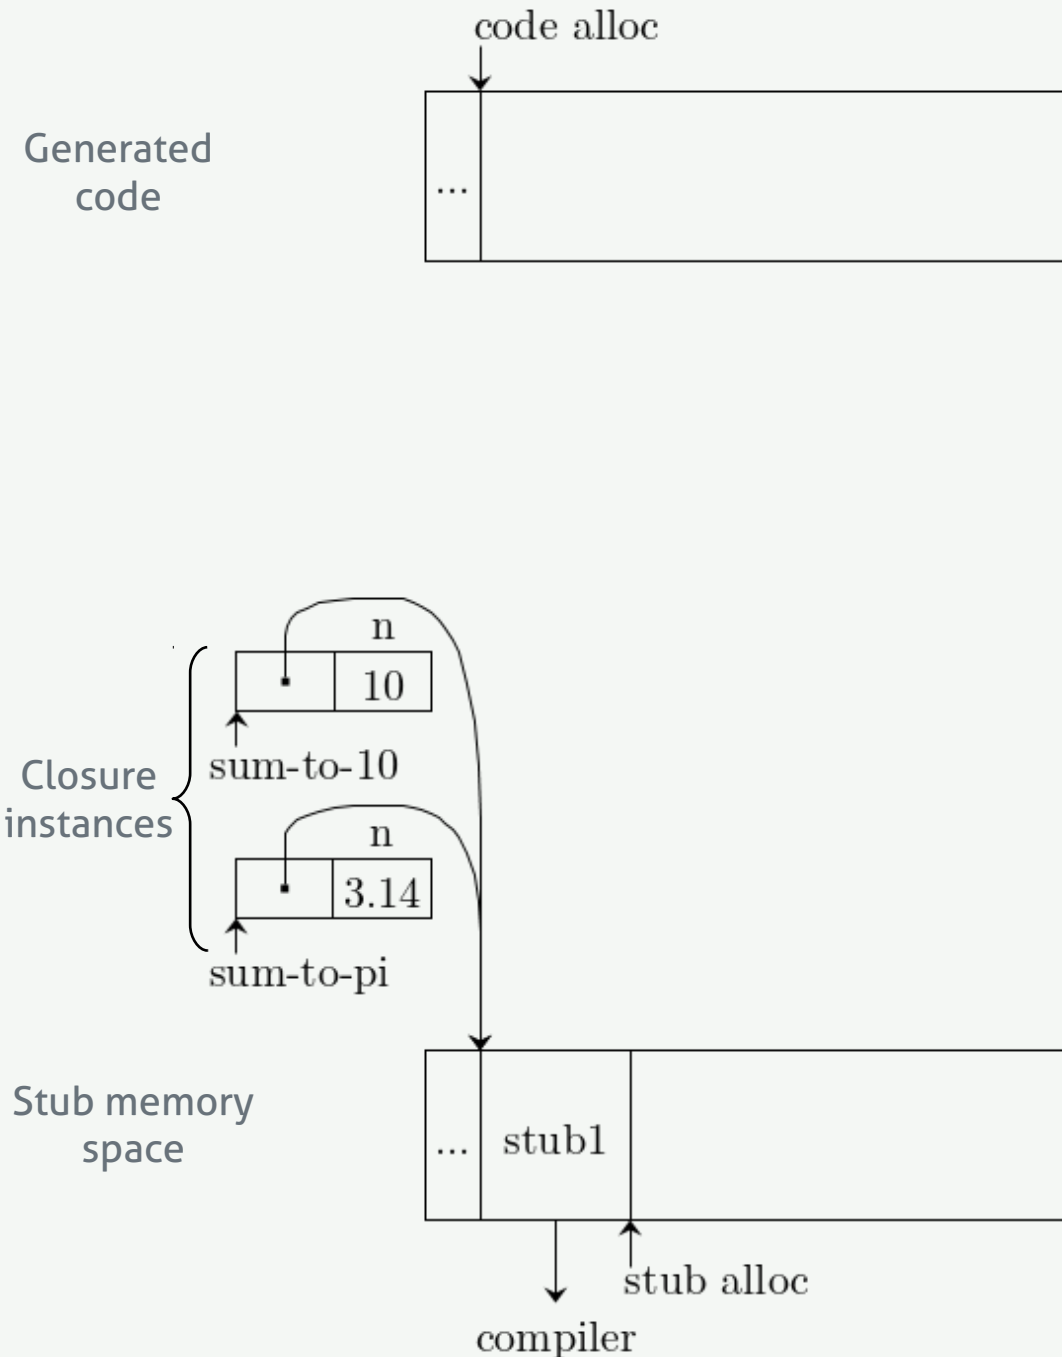 code alloc
Generated
code
...
n
10
sum-to-10
Closure
instances
n
3.14
sum-to-pi
Stub memory
space
...
stub1
stub alloc
compiler